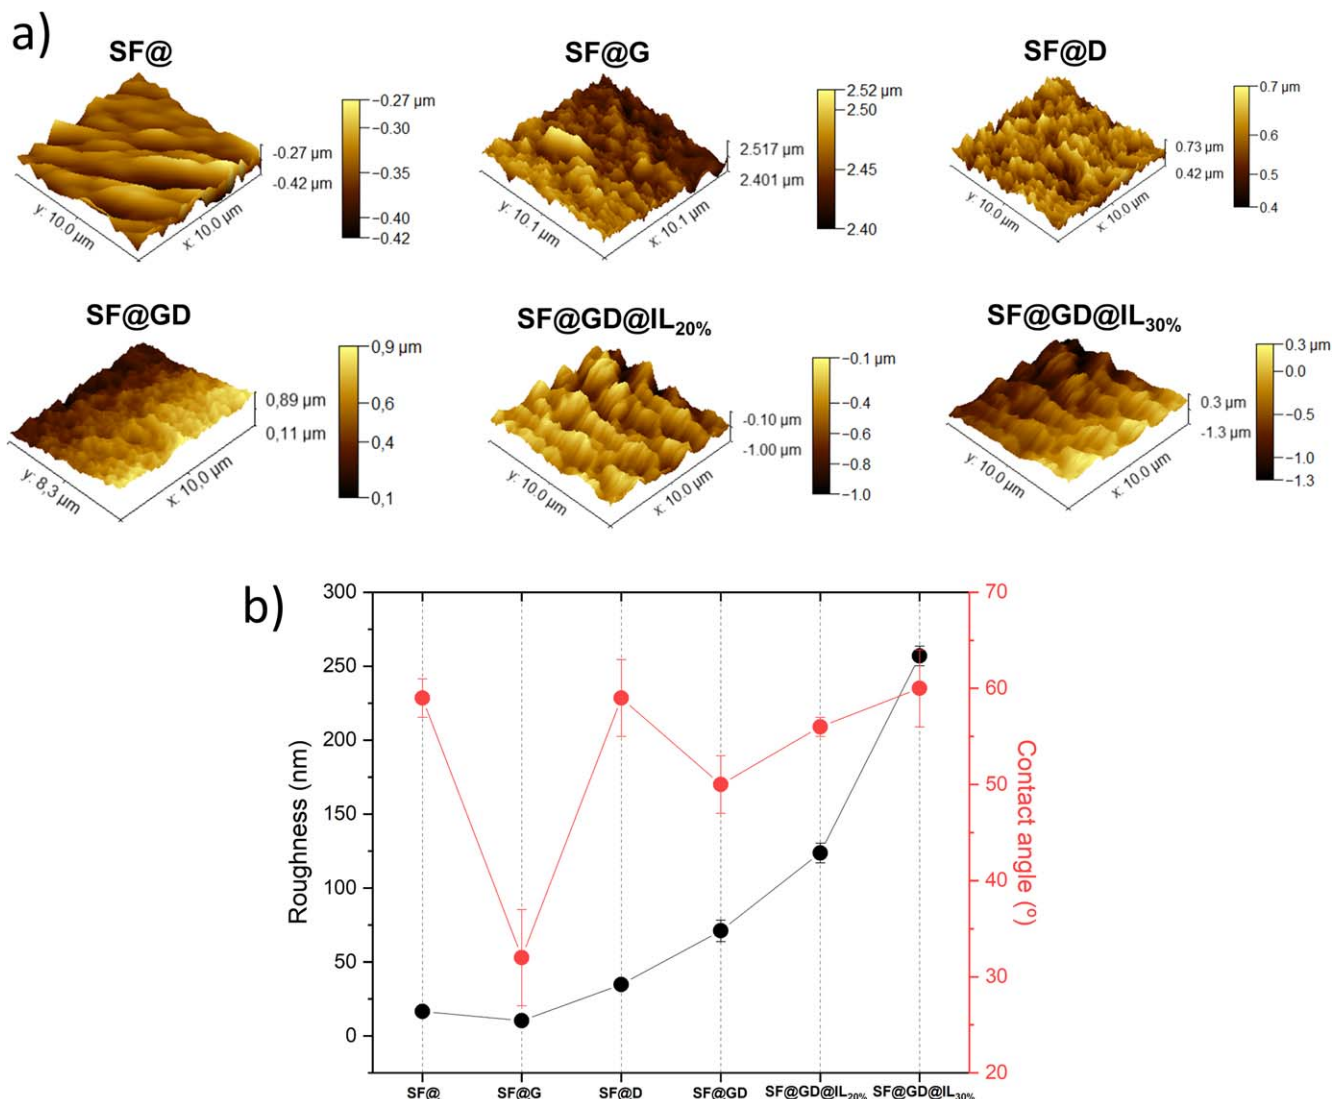 a)
SF@
−0.27 µm
−0.30
−0.35
−0.40
−0.42
-0.27 µm
-0.42 µm
y: 10.0 µm
x: 10.0 µm
SF@G
2.52 µm
2.50
2.45
2.40
2.517 µm
2.401 µm
y: 10.1 µm
x: 10.1 µm
SF@D
0.7 µm
0.6
0.5
0.4
0.73 µm
0.42 µm
y: 10.0 µm
x: 10.0 µm
SF@GD
0,9 µm
0,6
0,4
0,1
0,89 µm
0,11 µm
y: 8,3 µm
x: 10,0 µm
SF@GD@IL20%
−0.1 µm
−0.4
−0.6
−0.8
−1.0
-0.10 µm
-1.00 µm
y: 10.0 µm
x: 10.0 µm
SF@GD@IL30%
0.3 µm
0.0
−0.5
−1.0
−1.3
0.3 µm
-1.3 µm
y: 10.0 µm
x: 10.0 µm
b)
Roughness (nm)
300
250
200
150
100
50
0
70
60
50
40
30
20
Contact angle (º)
SF@
SF@G
SF@D
SF@GD
SF@GD@IL20%
SF@GD@IL30%